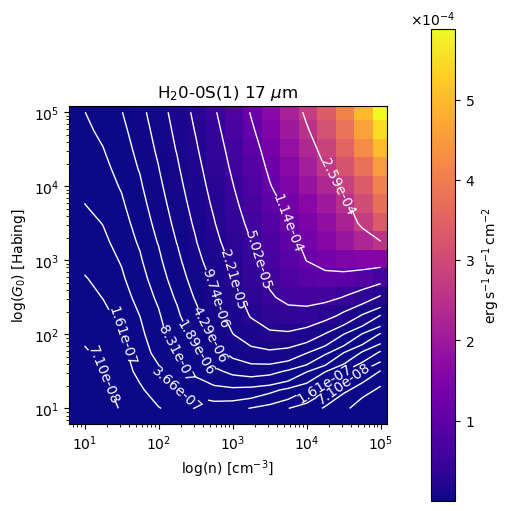 ×10⁻⁴
H₂0-0S(1) 17 μm
10⁵
10⁴
10³
10²
10¹
log(G₀) [Habing]
10¹
10²
10³
10⁴
10⁵
log(n) [cm⁻³]
2.59e-04
1.14e-04
5.02e-05
2.21e-05
9.74e-06
4.29e-06
1.89e-06
8.31e-07
3.66e-07
1.61e-07
7.10e-08
1.61e-07
7.10e-08
5
4
3
2
1
erg s⁻¹ sr⁻¹ cm⁻²